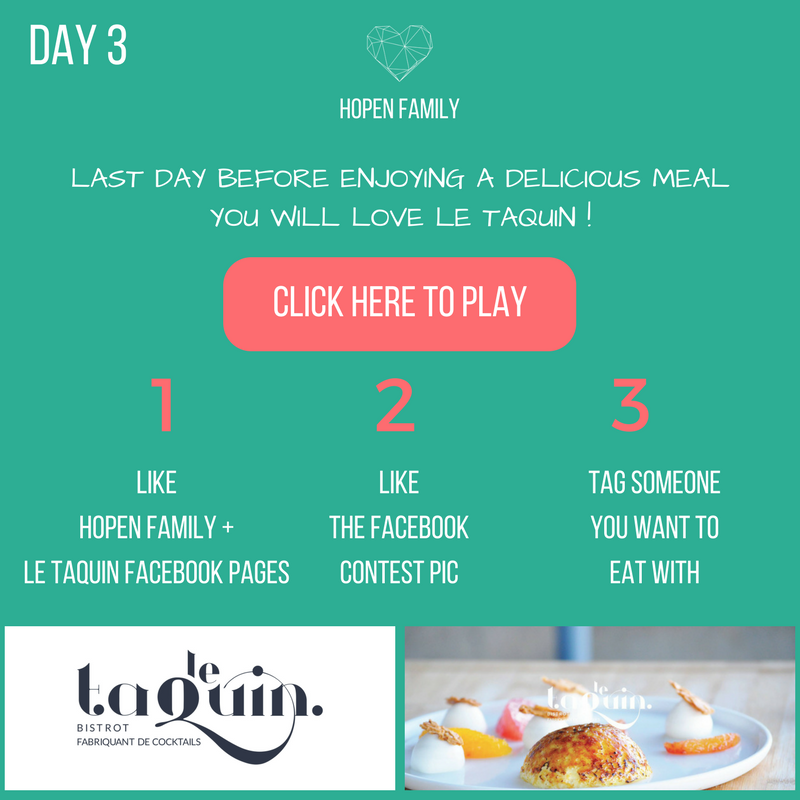 DAY 3
HOPEN FAMILY
LAST DAY BEFORE ENJOYING A DELICIOUS MEAL
YOU WILL LOVE LE TAQUIN !
CLICK HERE TO PLAY
1
LIKE
HOPEN FAMILY +
LE TAQUIN FACEBOOK PAGES
2
LIKE
THE FACEBOOK
CONTEST PIC
3
TAG SOMEONE
YOU WANT TO
EAT WITH
le
taquin.
BISTROT
FABRIQUANT DE COCKTAILS
le
taquin.